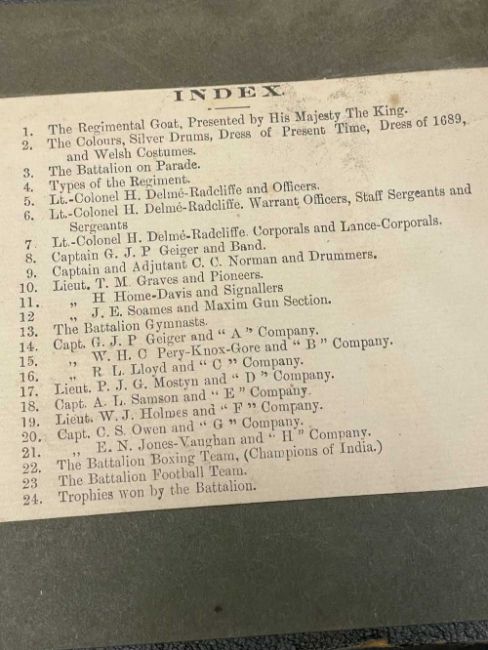 INDEX
1. The Regimental Goat, Presented by His Majesty The King.
2. The Colours, Silver Drums, Dress of Present Time, Dress of 1689,
and Welsh Costumes.
3. The Battalion on Parade.
4. Types of the Regiment.
5. Lt.-Colonel H. Delmé-Radcliffe and Officers.
6. Lt.-Colonel H. Delmé-Radcliffe. Warrant Officers, Staff Sergeants and
Sergeants
7 Lt.-Colonel H. Delmé-Radcliffe. Corporals and Lance-Corporals.
8. Captain G. J. P Geiger and Band.
9. Captain and Adjutant C. C. Norman and Drummers.
10. Lieut. T. M. Graves and Pioneers.
11. „ H Home-Davis and Signallers
12 „ J. E. Soames and Maxim Gun Section.
13. The Battalion Gymnasts.
14. Capt. G. J. P Geiger and “ A ” Company.
15. „ W. H. C Pery-Knox-Gore and “ B ” Company.
16. „ R L. Lloyd and “ C ” Company.
17. Lieut. P. J. G. Mostyn and “ D ” Company.
18. Capt. A. L. Samson and “ E ” Company.
19. Lieut. W. J. Holmes and “ F ” Company.
20. Capt. C. S. Owen and “ G ” Company.
21. „ E. N. Jones-Vaughan and “ H ” Company.
22. The Battalion Boxing Team, (Champions of India.)
23 The Battalion Football Team.
24. Trophies won by the Battalion.